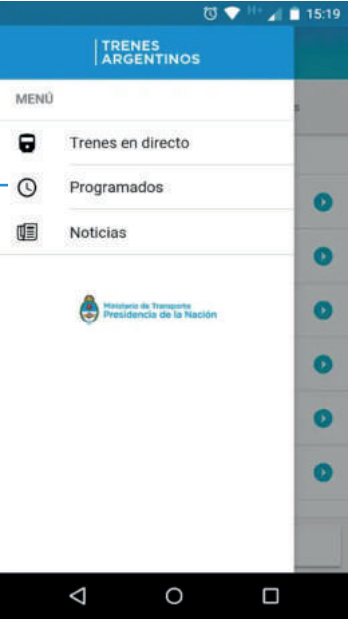 15:19
TRENES
ARGENTINOS
MENÚ
Trenes en directo
Programados
Noticias
Ministerio de Transporte
Presidencia de la Nación